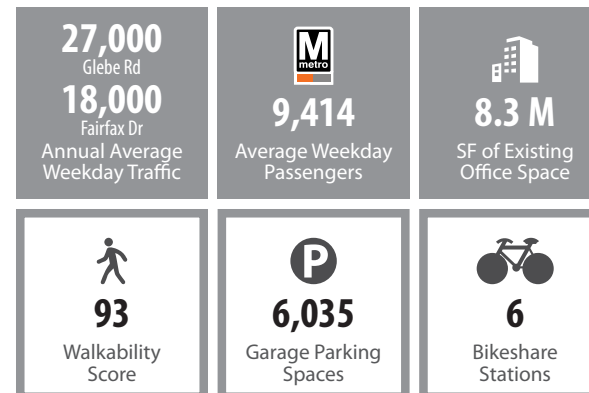 27,000
Glebe Rd
18,000
Fairfax Dr
Annual Average
Weekday Traffic
M
metro
9,414
Average Weekday
Passengers
8.3 M
SF of Existing
Office Space
93
Walkability
Score
P
6,035
Garage Parking
Spaces
6
Bikeshare
Stations